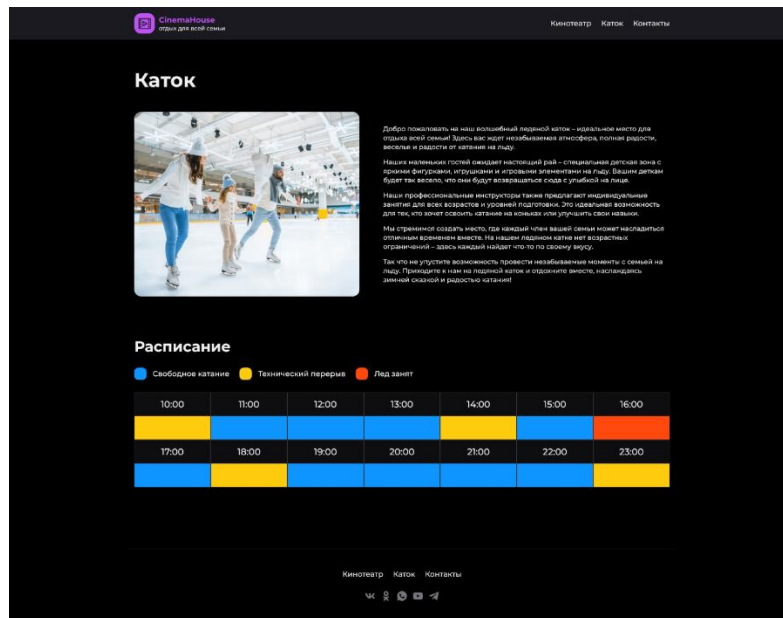 CinemaHouse
отдых для всей семьи
Кинотеатр Каток Контакты
Каток
Добро пожаловать на наш волшебный ледяной каток – идеальное место для
отдыха всей семьи! Здесь вас ждет незабываемая атмосфера, полная радости,
веселья и радости от катания на льду.
Наших маленьких гостей ожидает настоящий рай – специальная детская зона с
яркими фигурками, игрушками и игровыми элементами на льду. Вашим деткам
будет так весело, что они будут возвращаться сюда с улыбкой на лице.
Наши профессиональные инструкторы также предлагают индивидуальные
занятия для всех возрастов и уровней подготовки. Это идеальная возможность
для тех, кто хочет освоить катание на коньках или улучшить свои навыки.
Мы стремимся создать место, где каждый член вашей семьи может насладиться
отличным временем вместе. На нашем ледяном катке нет возрастных
ограничений – здесь каждый найдет что-то по своему вкусу.
Так что не упустите возможность провести незабываемые моменты с семьей на
льду. Приходите к нам на ледяной каток и отдохните вместе, наслаждаясь
зимней сказкой и радостью катания!
Расписание
Свободное катание Технический перерыв Лед занят
10:00 11:00 12:00 13:00 14:00 15:00 16:00
17:00 18:00 19:00 20:00 21:00 22:00 23:00
Кинотеатр Каток Контакты